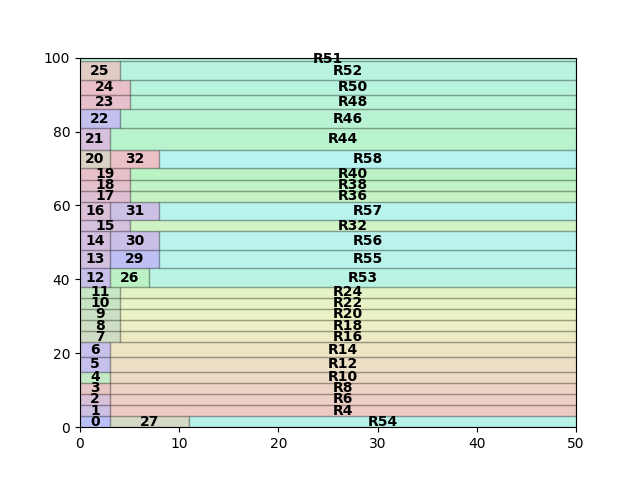 100
R51
25 R52
24 R50
23 R48
22 R46
80
21 R44
20 32 R58
19 R40
18 R38
17 R36
60
16 31 R57
15 R32
14 30 R56
13 29 R55
40
12 26 R53
11 R24
10 R22
9 R20
8 R18
7 R16
6 R14
20
5 R12
4 R10
3 R8
2 R6
1 R4
0
0 27 R54
0 10 20 30 40 50